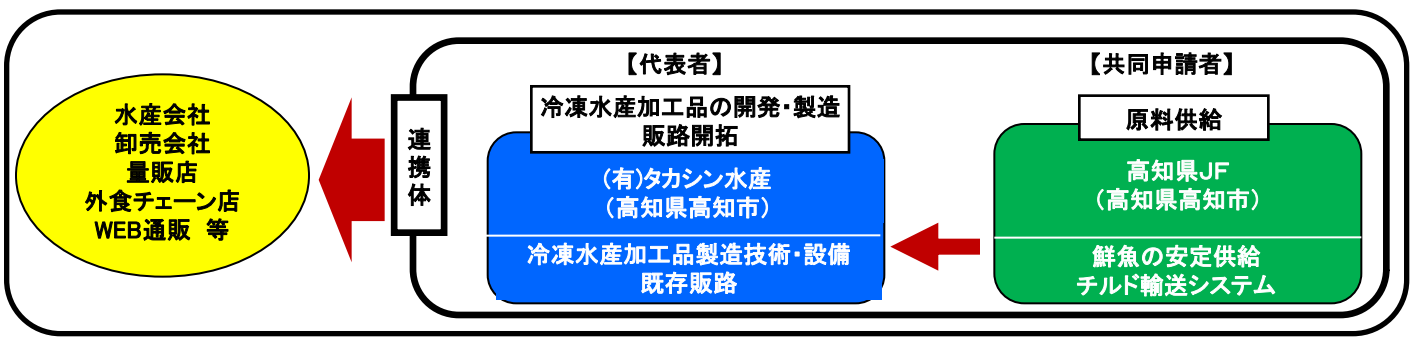 水産会社
卸売会社
量販店
外食チェーン店
WEB通販 等
連携体
【代表者】
冷凍水産加工品の開発・製造
販路開拓
(有)タカシン水産
(高知県高知市)
冷凍水産加工品製造技術・設備
既存販路
【共同申請者】
原料供給
高知県JF
(高知県高知市)
鮮魚の安定供給
チルド輸送システム